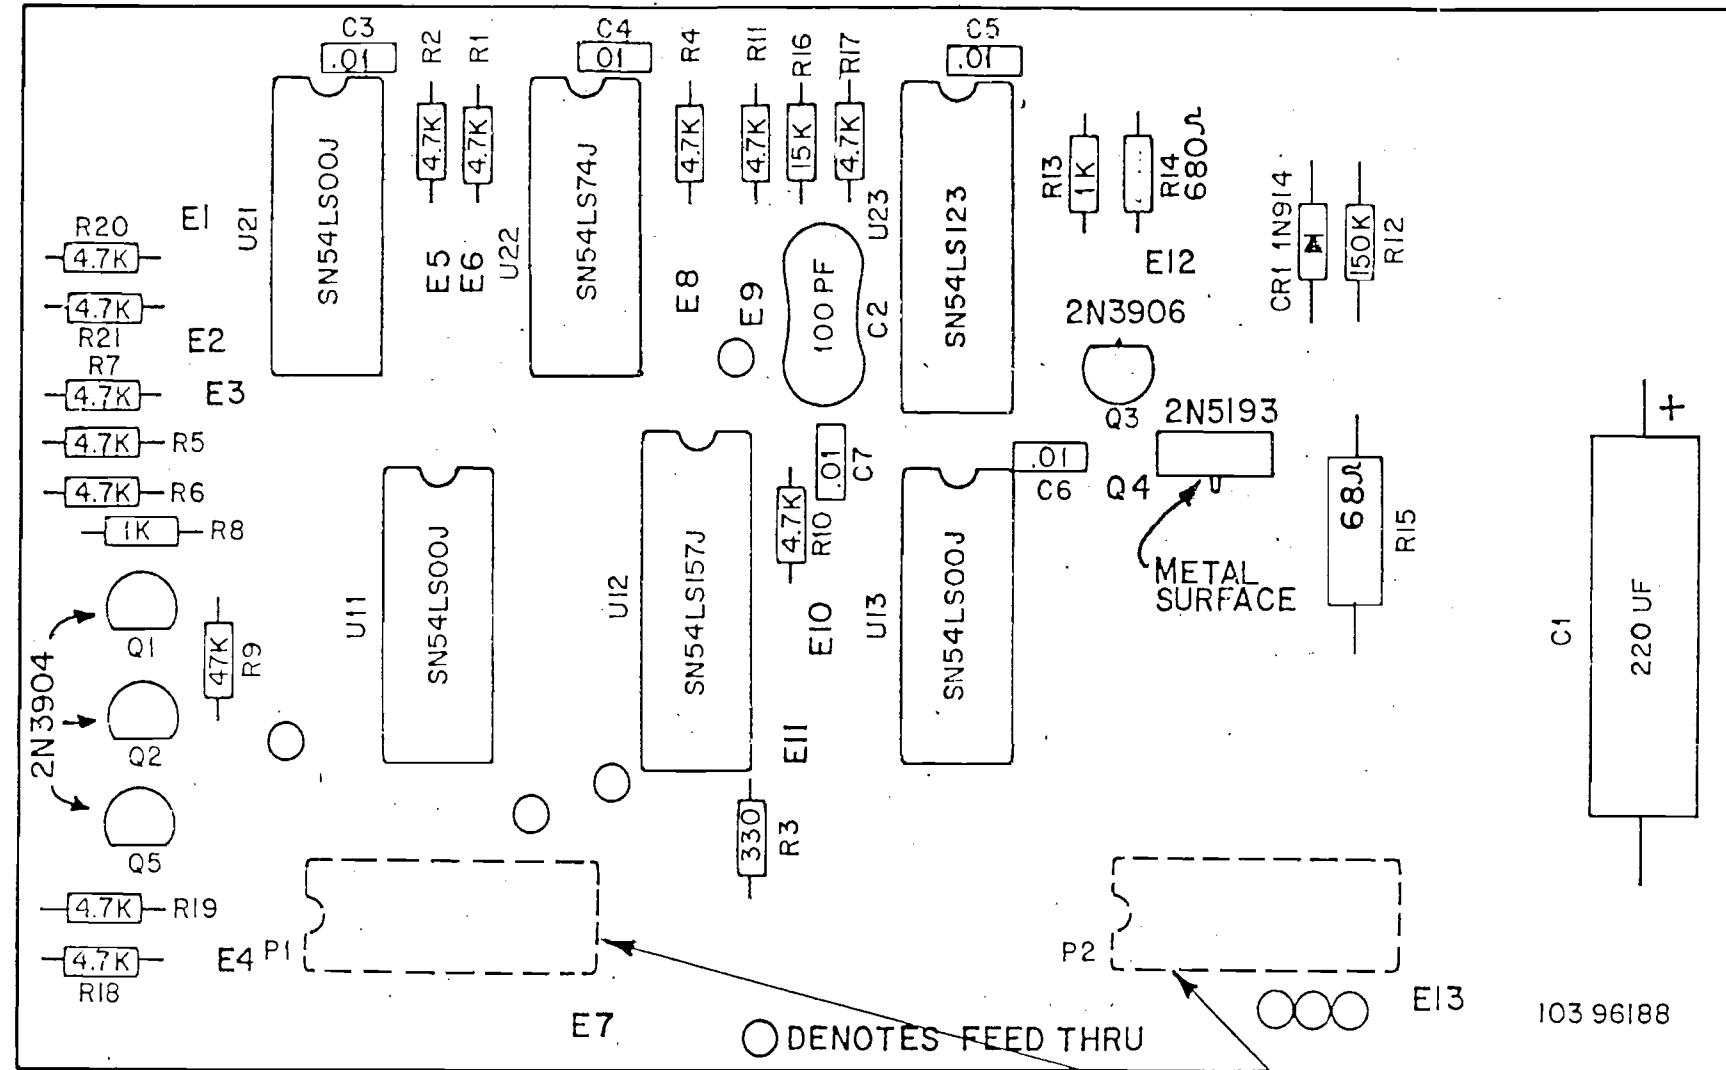 C3
.01
R2
4.7K
R1
4.7K
C4
.01
R4
4.7K
R11
4.7K
R16
15K
R17
4.7K
C5
.01
U21
SN54LS00J
U22
SN54LS74J
U23
SN54LS123
R13
1K
R14
680Ω
CR1 1N914
150K
R12
E1
R20
4.7K
4.7K
R21
E2
R7
4.7K
E3
4.7K R5
4.7K R6
1K R8
E5
E6
E8
E9
100PF
C2
E12
2N3906
Q3
2N5193
Q4
METAL
SURFACE
.01
C7
.01
C6
4.7K
R10
68Ω
R15
+
C1
220 UF
2N3904
Q1
Q2
Q5
47K
R9
U11
SN54LS00J
U12
SN54LS157J
E10
U13
SN54LS00J
E11
330
R3
4.7K R19
4.7K
R18
E4
P1
P2
E7
E13
DENOTES FEED THRU
103 96188